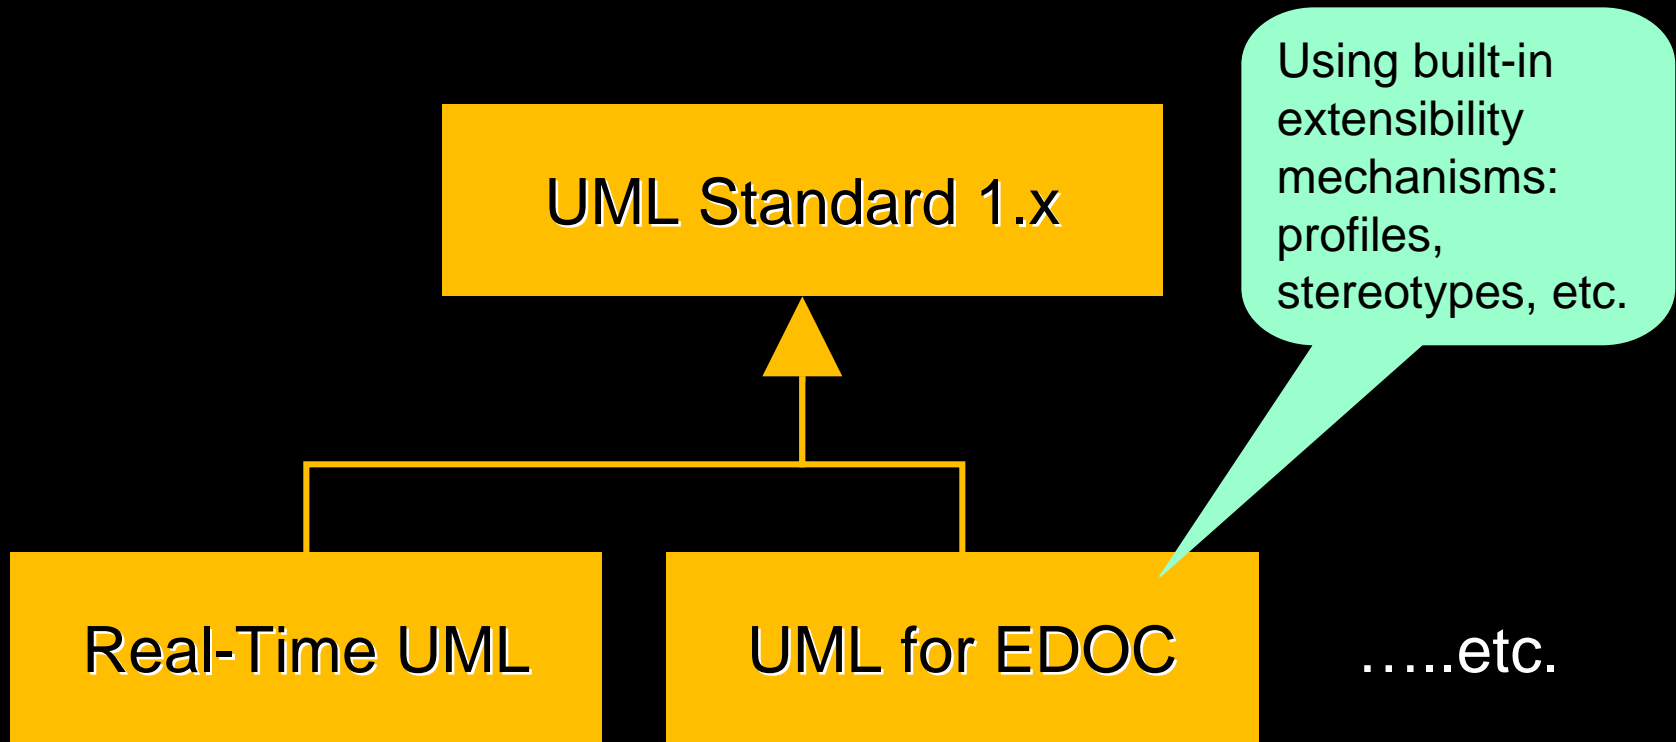 Using built-in
extensibility
mechanisms:
profiles,
stereotypes, etc.
UML Standard 1.x
Real-Time UML
UML for EDOC
…..etc.